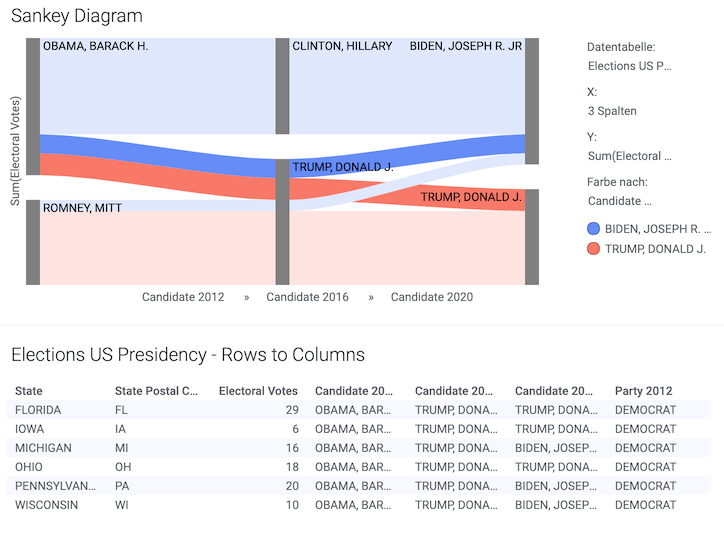 Sankey Diagram
OBAMA, BARACK H.
CLINTON, HILLARY
BIDEN, JOSEPH R. JR
TRUMP, DONALD J.
TRUMP, DONALD J.
ROMNEY, MITT
Sum(Electoral Votes)
Candidate 2012 » Candidate 2016 » Candidate 2020
Datentabelle:
Elections US P...
X:
3 Spalten
Y:
Sum(Electoral ...
Farbe nach:
Candidate ...
BIDEN, JOSEPH R. ...
TRUMP, DONALD J.
Elections US Presidency - Rows to Columns
State State Postal C... Electoral Votes Candidate 20... Candidate 20... Candidate 20... Party 2012
FLORIDA FL 29 OBAMA, BAR... TRUMP, DONA... TRUMP, DONA... DEMOCRAT
IOWA IA 6 OBAMA, BAR... TRUMP, DONA... TRUMP, DONA... DEMOCRAT
MICHIGAN MI 16 OBAMA, BAR... TRUMP, DONA... BIDEN, JOSEP... DEMOCRAT
OHIO OH 18 OBAMA, BAR... TRUMP, DONA... TRUMP, DONA... DEMOCRAT
PENNSYLVAN... PA 20 OBAMA, BAR... TRUMP, DONA... BIDEN, JOSEP... DEMOCRAT
WISCONSIN WI 10 OBAMA, BAR... TRUMP, DONA... BIDEN, JOSEP... DEMOCRAT